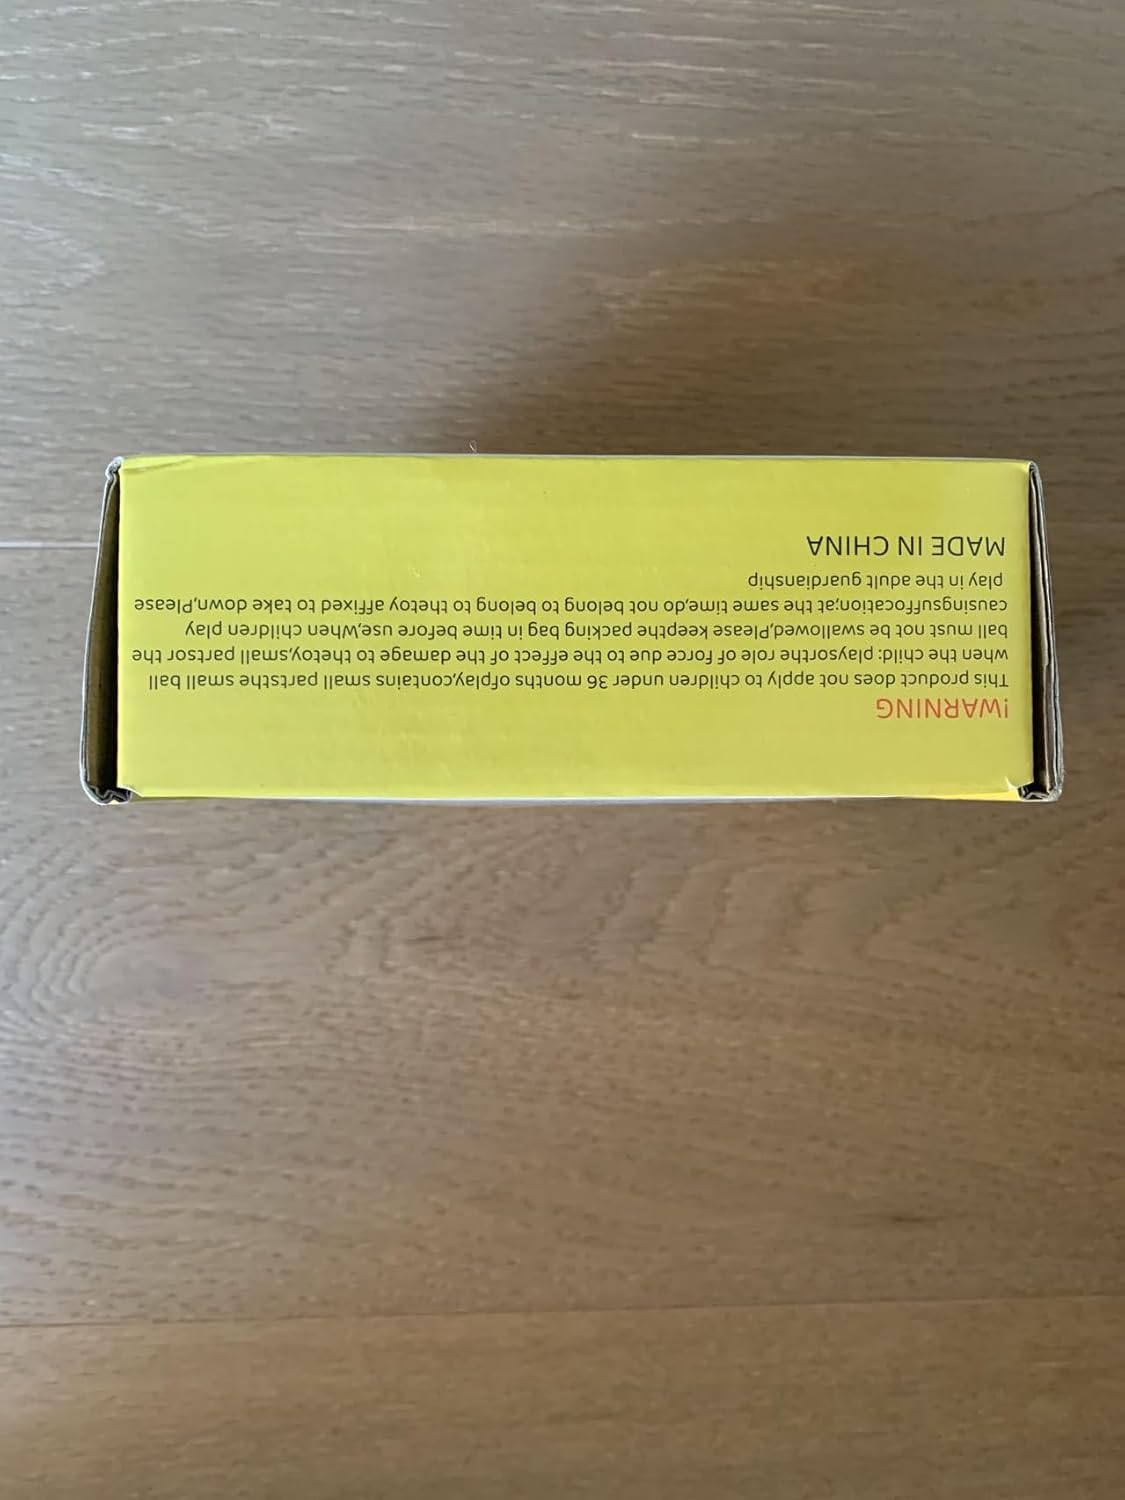 !WARNING
This product does not apply to children under 36 months ofplay,contains small partsthe small ball
when the child: playsorthe role of force due to the effect of the damage to thetoy,small partsor the
ball must not be swallowed,Please keepthe packing bag in time before use,When children play
causingsuffocation;at the same time,do not belong to belong to thetoy affixed to take down,Please
play in the adult guardianship
MADE IN CHINA